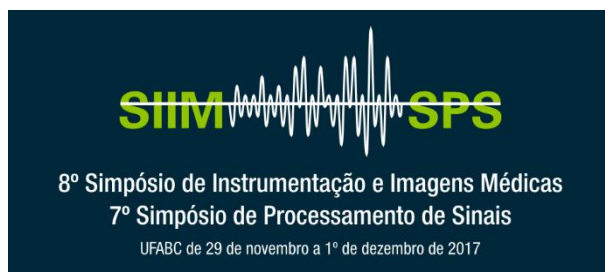 SIIM SPS
8º Simpósio de Instrumentação e Imagens Médicas
7º Simpósio de Processamento de Sinais
UFABC de 29 de novembro a 1º de dezembro de 2017